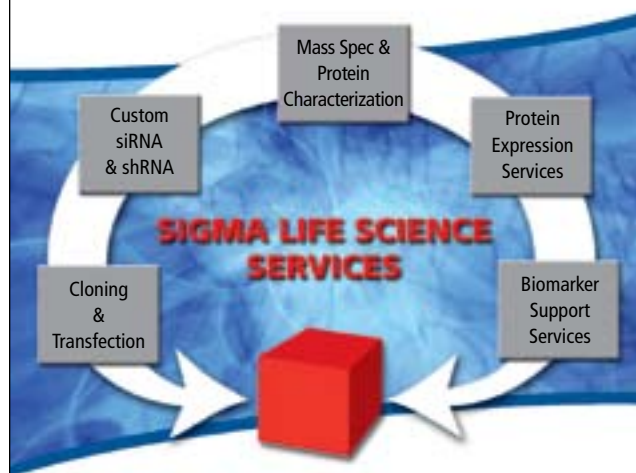 Mass Spec &
Protein
Characterization
Custom
siRNA
& shRNA
Protein
Expression
Services
SIGMA LIFE SCIENCE
SERVICES
Cloning
&
Transfection
Biomarker
Support
Services